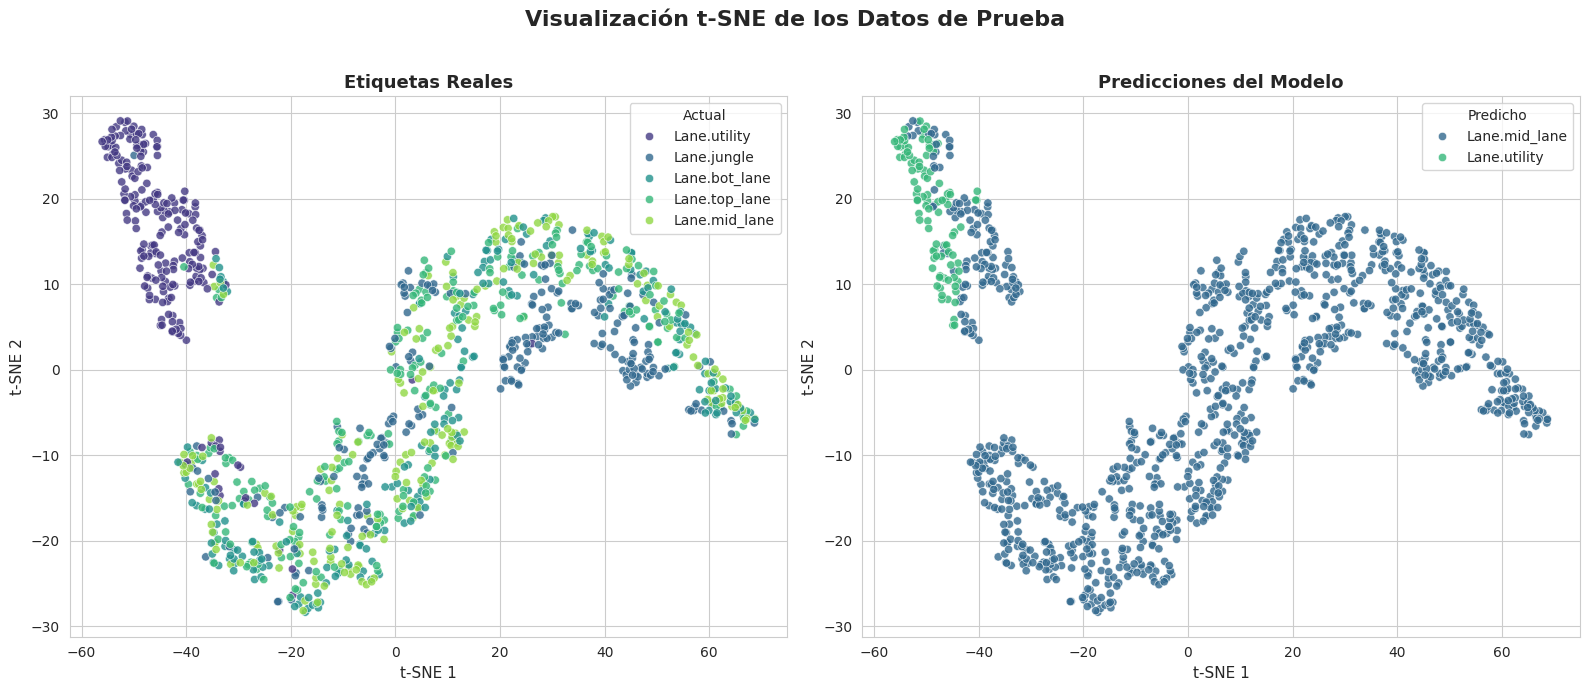 Visualización t-SNE de los Datos de Prueba
Etiquetas Reales
30
20
10
0
−10
−20
−30
t-SNE 2
−60
−40
−20
0
20
40
60
t-SNE 1
Actual
Lane.utility
Lane.jungle
Lane.bot_lane
Lane.top_lane
Lane.mid_lane
Predicciones del Modelo
30
20
10
0
−10
−20
−30
t-SNE 2
−60
−40
−20
0
20
40
60
t-SNE 1
Predicho
Lane.mid_lane
Lane.utility